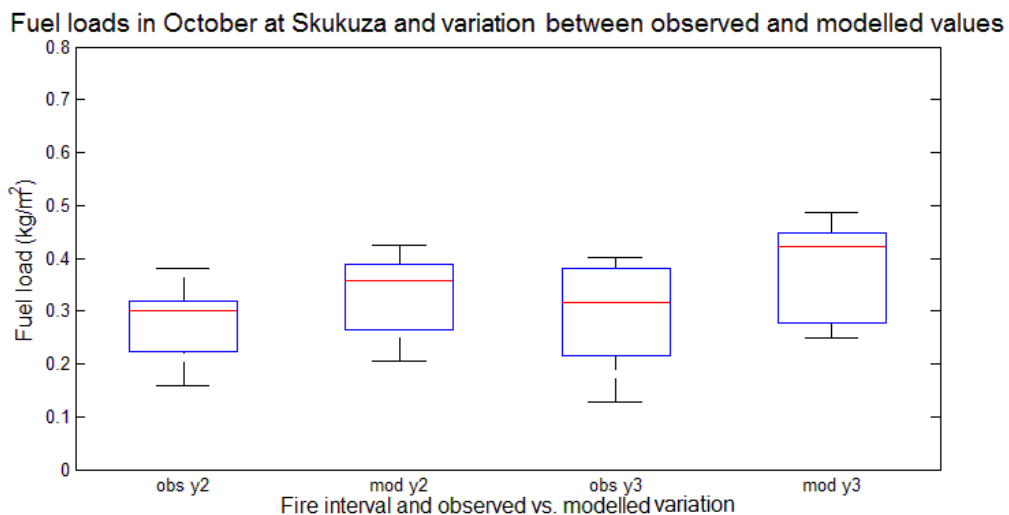 Fuel loads in October at Skukuza and variation between observed and modelled values
0.8
0.7
0.6
0.5
0.4
0.3
0.2
0.1
0
Fuel load (kg/m²)
obs y2 mod y2 obs y3 mod y3
Fire interval and observed vs. modelled variation